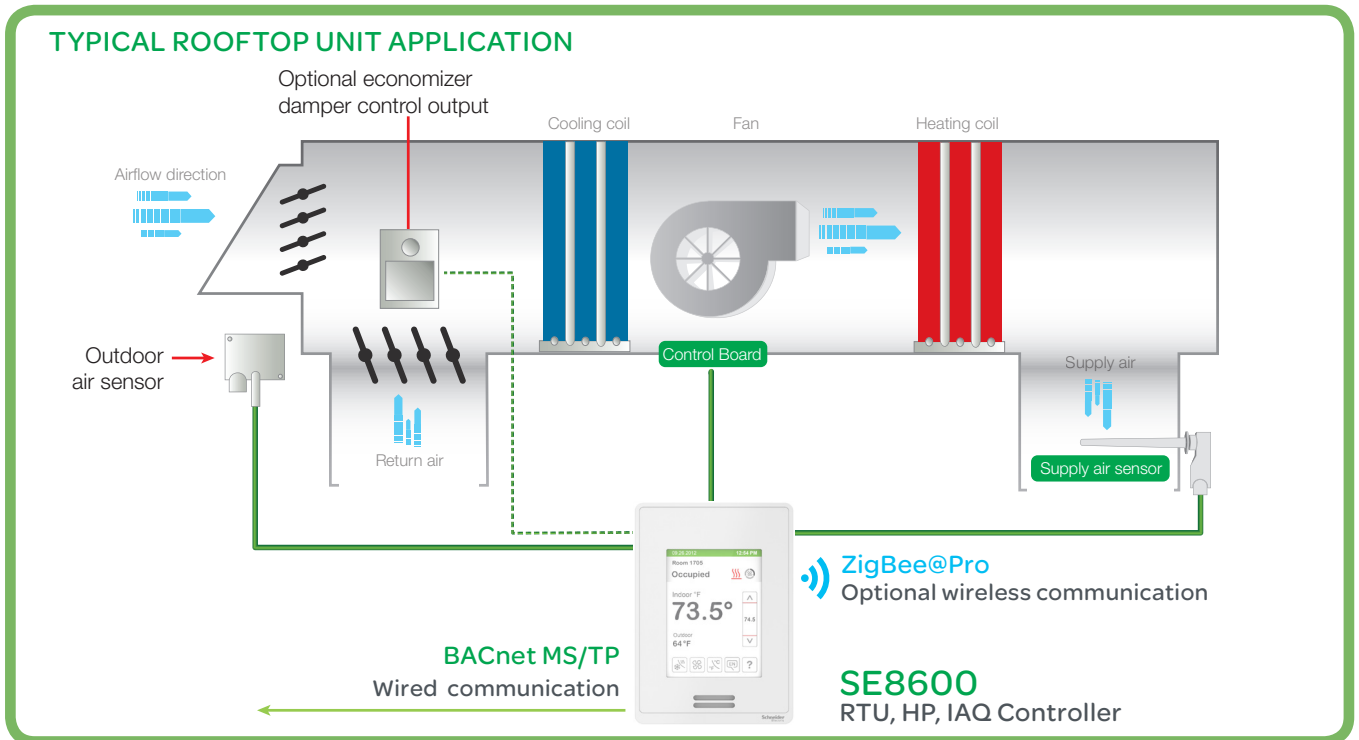 TYPICAL ROOFTOP UNIT APPLICATION
Optional economizer
damper control output
Cooling coil
Fan
Heating coil
Airflow direction
Outdoor
air sensor
Control Board
Supply air
Return air
Supply air sensor
12:54 PM
Room 1705
Occupied
Indoor °F
73.5°
74.5
Outdoor
64 °F
?
Schneider
ZigBee@Pro
Optional wireless communication
BACnet MS/TP
Wired communication
SE8600
RTU, HP, IAQ Controller